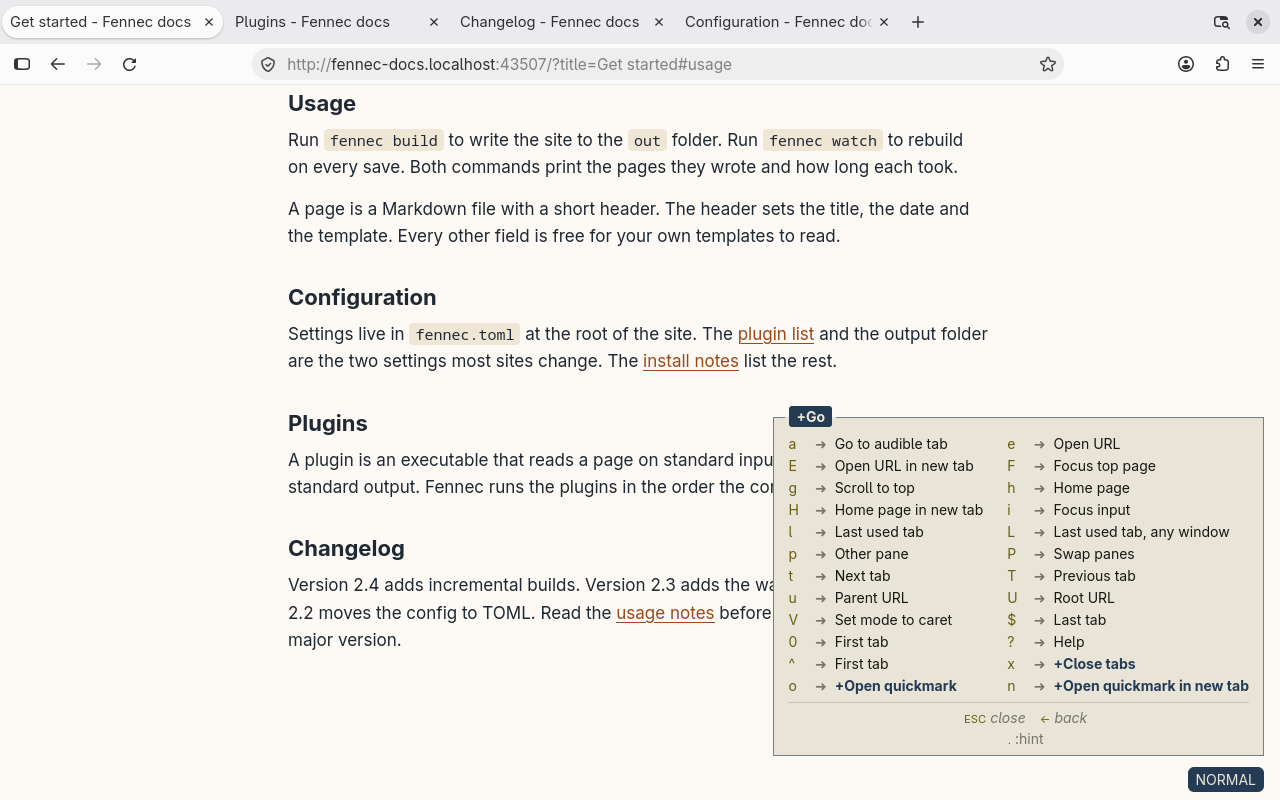 Get started - Fennec docs
Plugins - Fennec docs
Changelog - Fennec docs
Configuration - Fennec doc
http://fennec-docs.localhost:43507/?title=Get started#usage
Usage
Run fennec build to write the site to the out folder. Run fennec watch to rebuild
on every save. Both commands print the pages they wrote and how long each took.
A page is a Markdown file with a short header. The header sets the title, the date and
the template. Every other field is free for your own templates to read.
Configuration
Settings live in fennec.toml at the root of the site. The plugin list and the output folder
are the two settings most sites change. The install notes list the rest.
Plugins
A plugin is an executable that reads a page on standard inpu
standard output. Fennec runs the plugins in the order the co
Changelog
Version 2.4 adds incremental builds. Version 2.3 adds the wa
2.2 moves the config to TOML. Read the usage notes before
major version.
+Go
a → Go to audible tab
e → Open URL
E → Open URL in new tab
F → Focus top page
g → Scroll to top
h → Home page
H → Home page in new tab
i → Focus input
l → Last used tab
L → Last used tab, any window
p → Other pane
P → Swap panes
t → Next tab
T → Previous tab
u → Parent URL
U → Root URL
V → Set mode to caret
$ → Last tab
0 → First tab
? → Help
^ → First tab
x → +Close tabs
o → +Open quickmark
n → +Open quickmark in new tab
ESC close ← back
. :hint
NORMAL